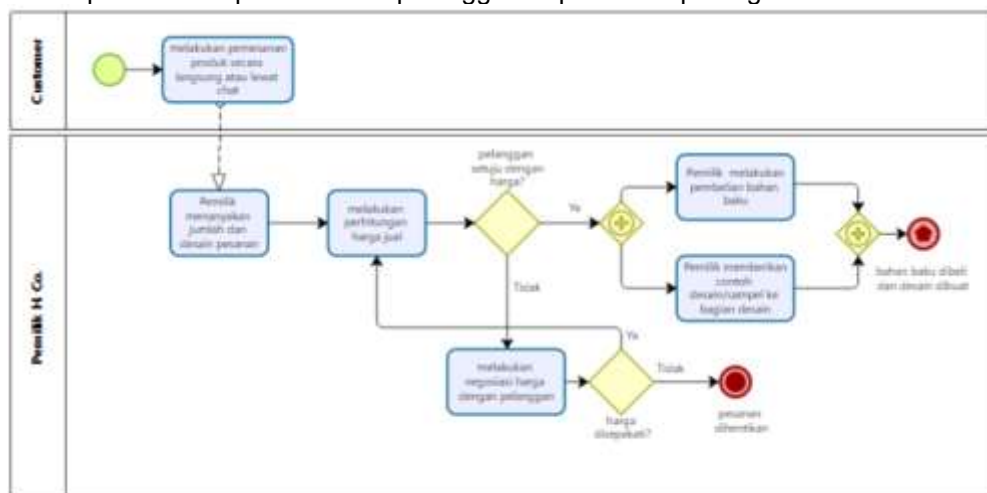 Customer
melakukan pemesanan
produk secara
langsung atau lewat
chat
Pemilik H Co.
Pemilik
menanyakan
jumlah dan
desain pesanan
melakukan
perhitungan
harga jual
pelanggan
setuju dengan
harga?
Ya
Tidak
Pemilik melakukan
pembelian bahan
baku
Pemilik memberikan
contoh
desain/sampel ke
bagian desain
bahan baku dibeli
dan desain dibuat
melakukan
negosiasi harga
dengan pelanggan
Ya
harga
disepakati?
Tidak
pesanan
dihentikan